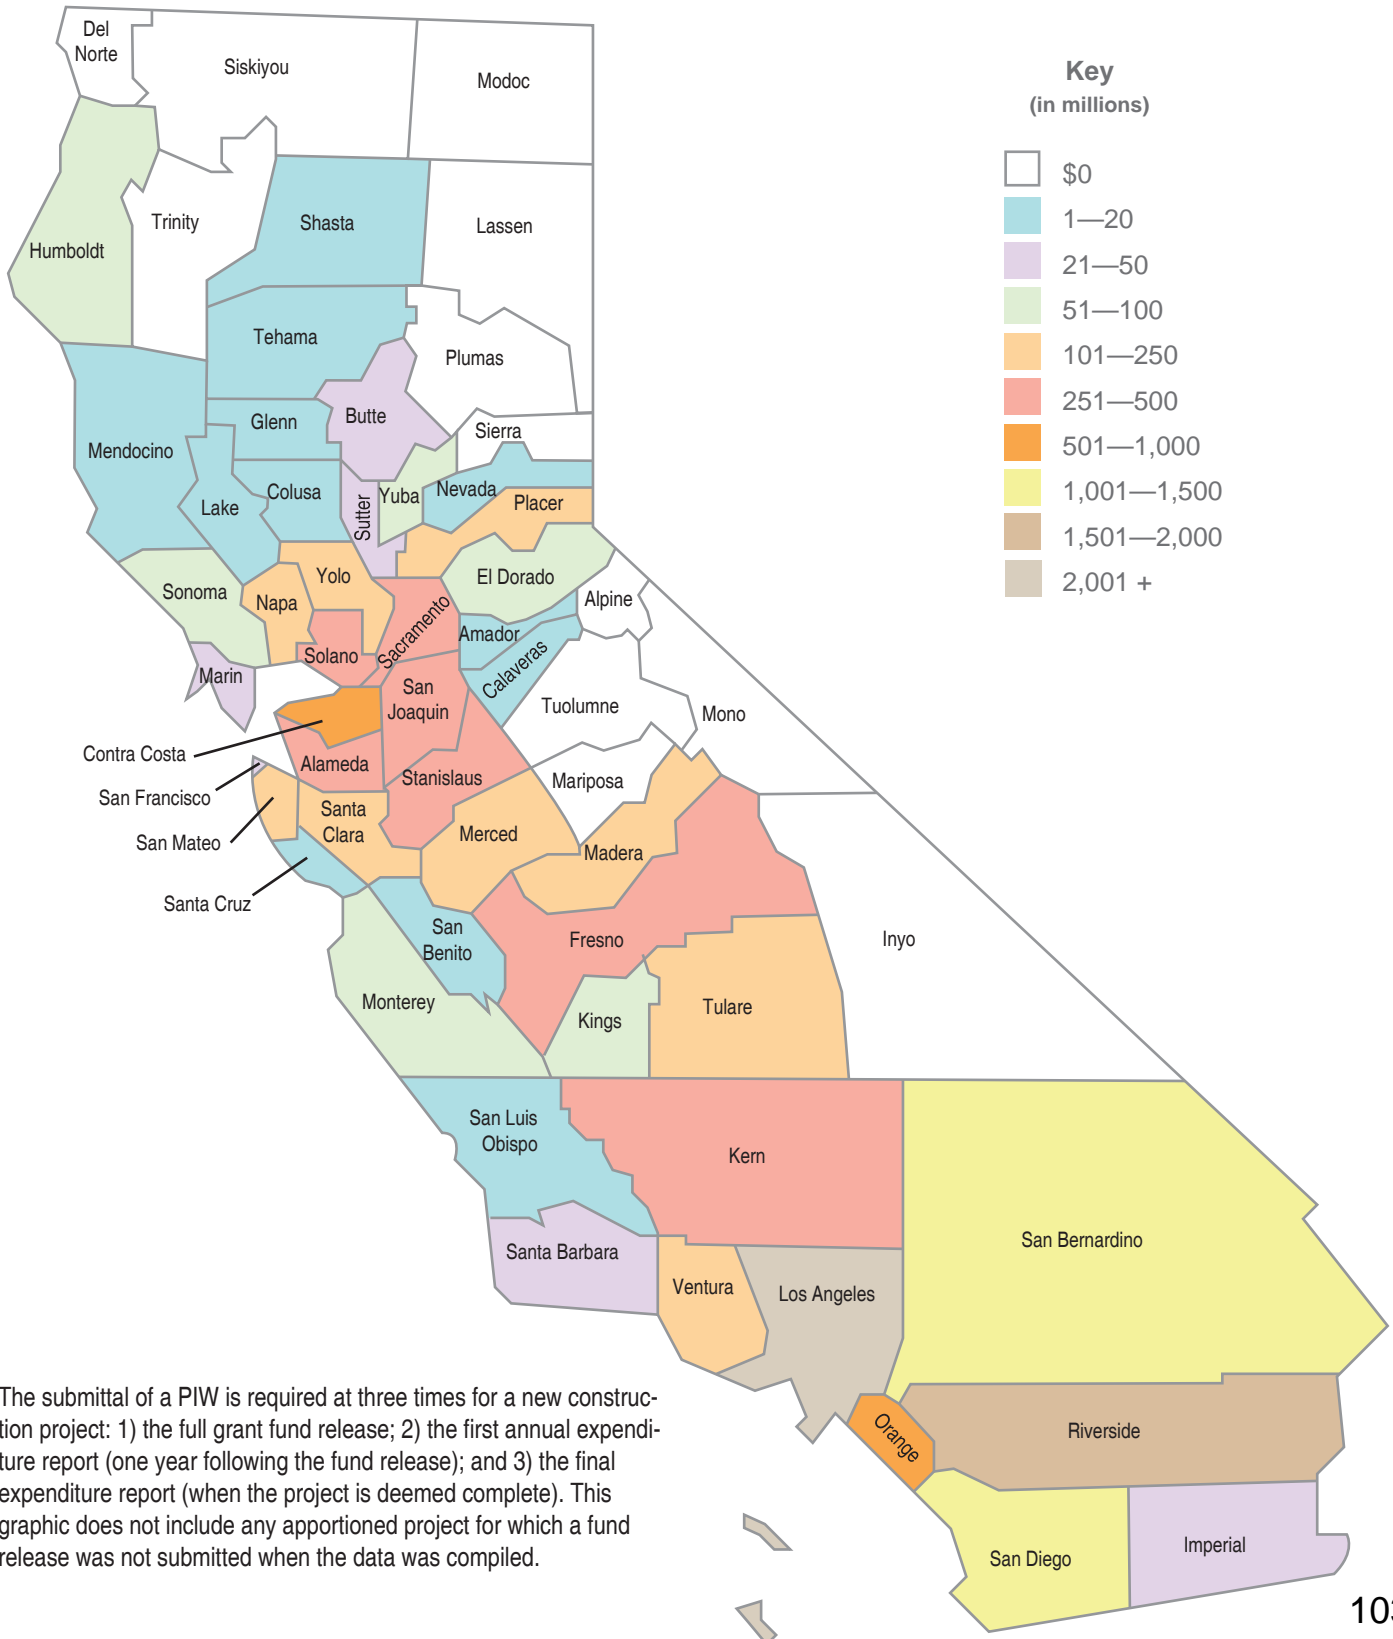 Del
Norte
Siskiyou
Modoc
Key
(in millions)
$0
1—20
21—50
51—100
101—250
251—500
501—1,000
1,001—1,500
1,501—2,000
2,001 +
Humboldt
Trinity
Shasta
Lassen
Tehama
Plumas
Butte
Glenn
Sierra
Mendocino
Lake
Colusa
Sutter
Yuba
Nevada
Placer
Sonoma
Napa
Yolo
Sacramento
El Dorado
Alpine
Amador
Calaveras
Solano
Marin
San
Joaquin
Tuolumne
Mono
Contra Costa
Alameda
Stanislaus
Mariposa
San Francisco
San Mateo
Santa
Clara
Merced
Madera
Santa Cruz
San
Benito
Fresno
Inyo
Monterey
Kings
Tulare
San Luis
Obispo
Kern
San Bernardino
Santa Barbara
Ventura
Los Angeles
Orange
Riverside
San Diego
Imperial
The submittal of a PIW is required at three times for a new construc-
tion project: 1) the full grant fund release; 2) the first annual expendi-
ture report (one year following the fund release); and 3) the final
expenditure report (when the project is deemed complete). This
graphic does not include any apportioned project for which a fund
release was not submitted when the data was compiled.
103